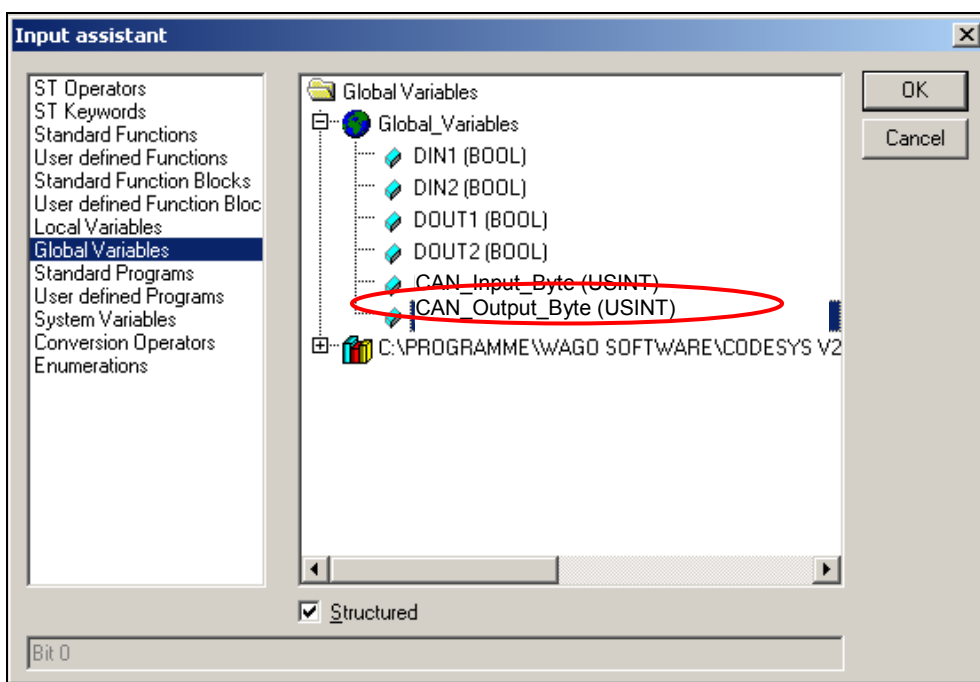 Input assistant
ST Operators
ST Keywords
Standard Functions
User defined Functions
Standard Function Blocks
User defined Function Bloc
Local Variables
Global Variables
Standard Programs
User defined Programs
System Variables
Conversion Operators
Enumerations
Global Variables
Global_Variables
DIN1 (BOOL)
DIN2 (BOOL)
DOUT1 (BOOL)
DOUT2 (BOOL)
CAN_Input_Byte (USINT)
CAN_Output_Byte (USINT)
C:\PROGRAMME\WAGO SOFTWARE\CODESYS V2
OK
Cancel
Structured
Bit 0